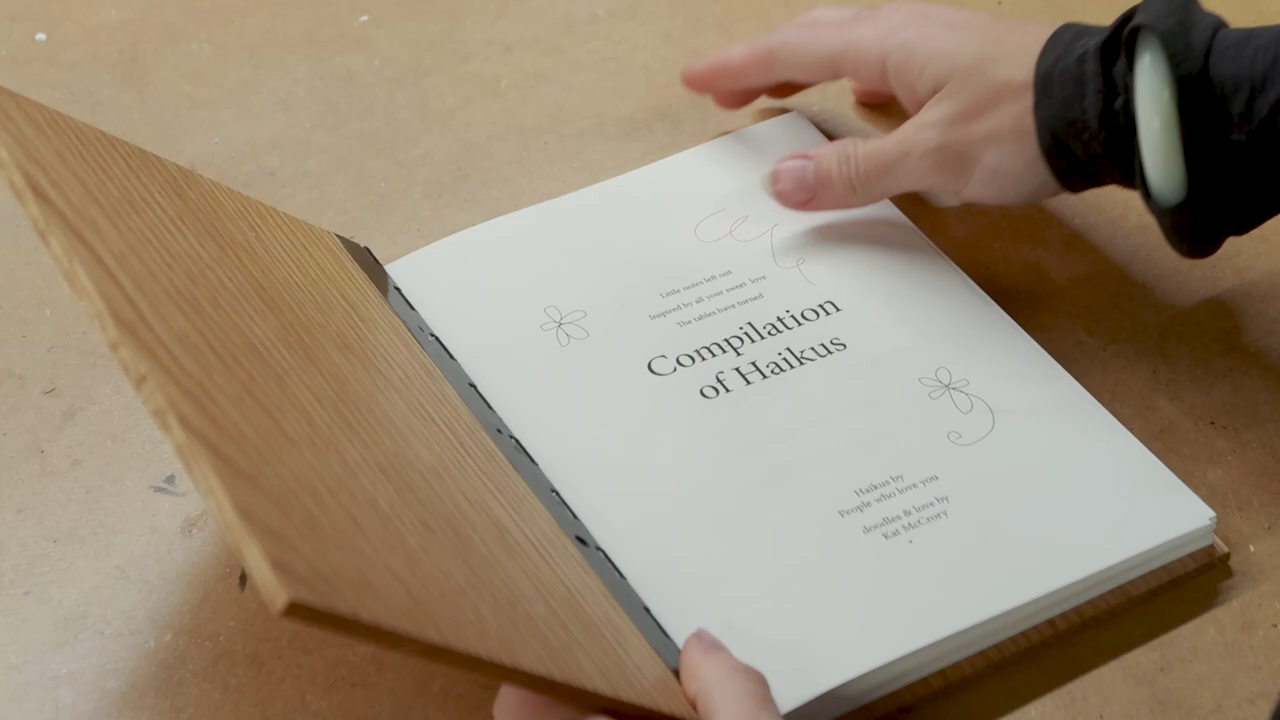 Little notes left out
Inspired by all your sweet love
The tables have turned
Compilation
of Haikus
Haikus by
People who love you
doodles & love by
Kat McCrory